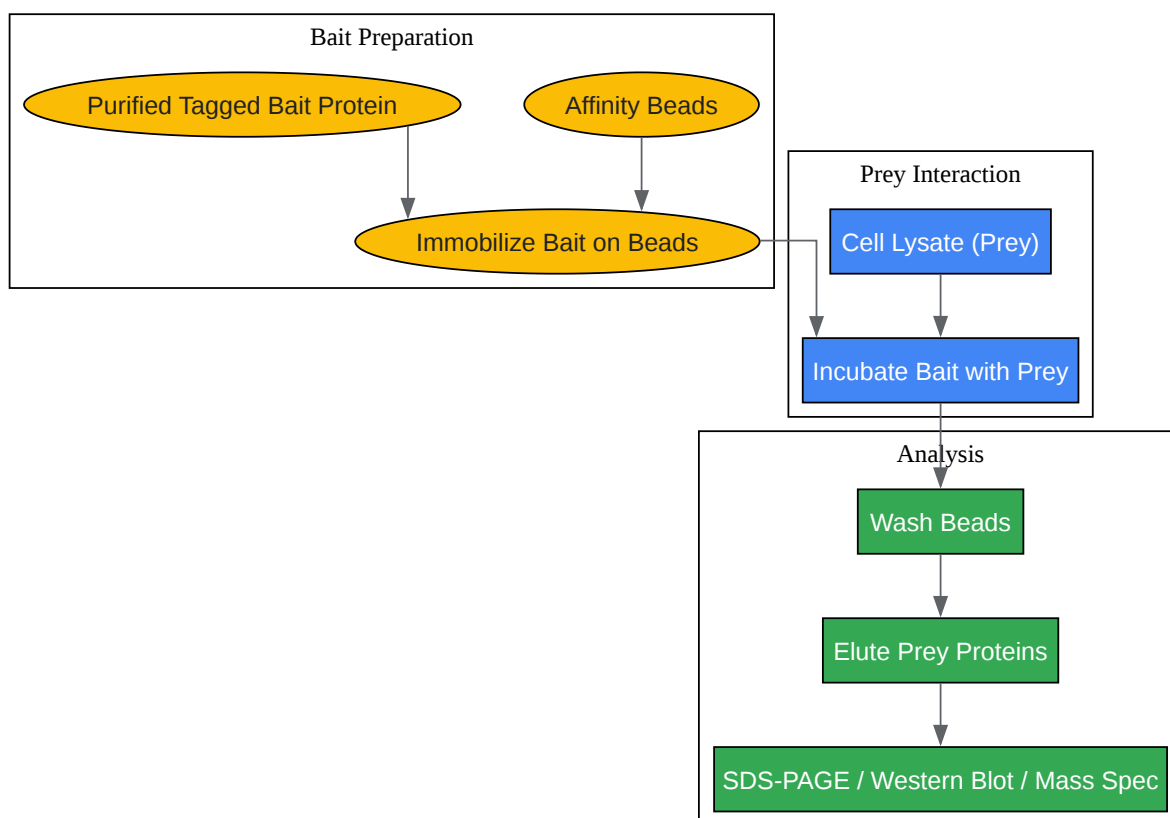 Bait Preparation
Purified Tagged Bait Protein
Affinity Beads
Immobilize Bait on Beads
Prey Interaction
Cell Lysate (Prey)
Incubate Bait with Prey
Analysis
Wash Beads
Elute Prey Proteins
SDS-PAGE / Western Blot / Mass Spec